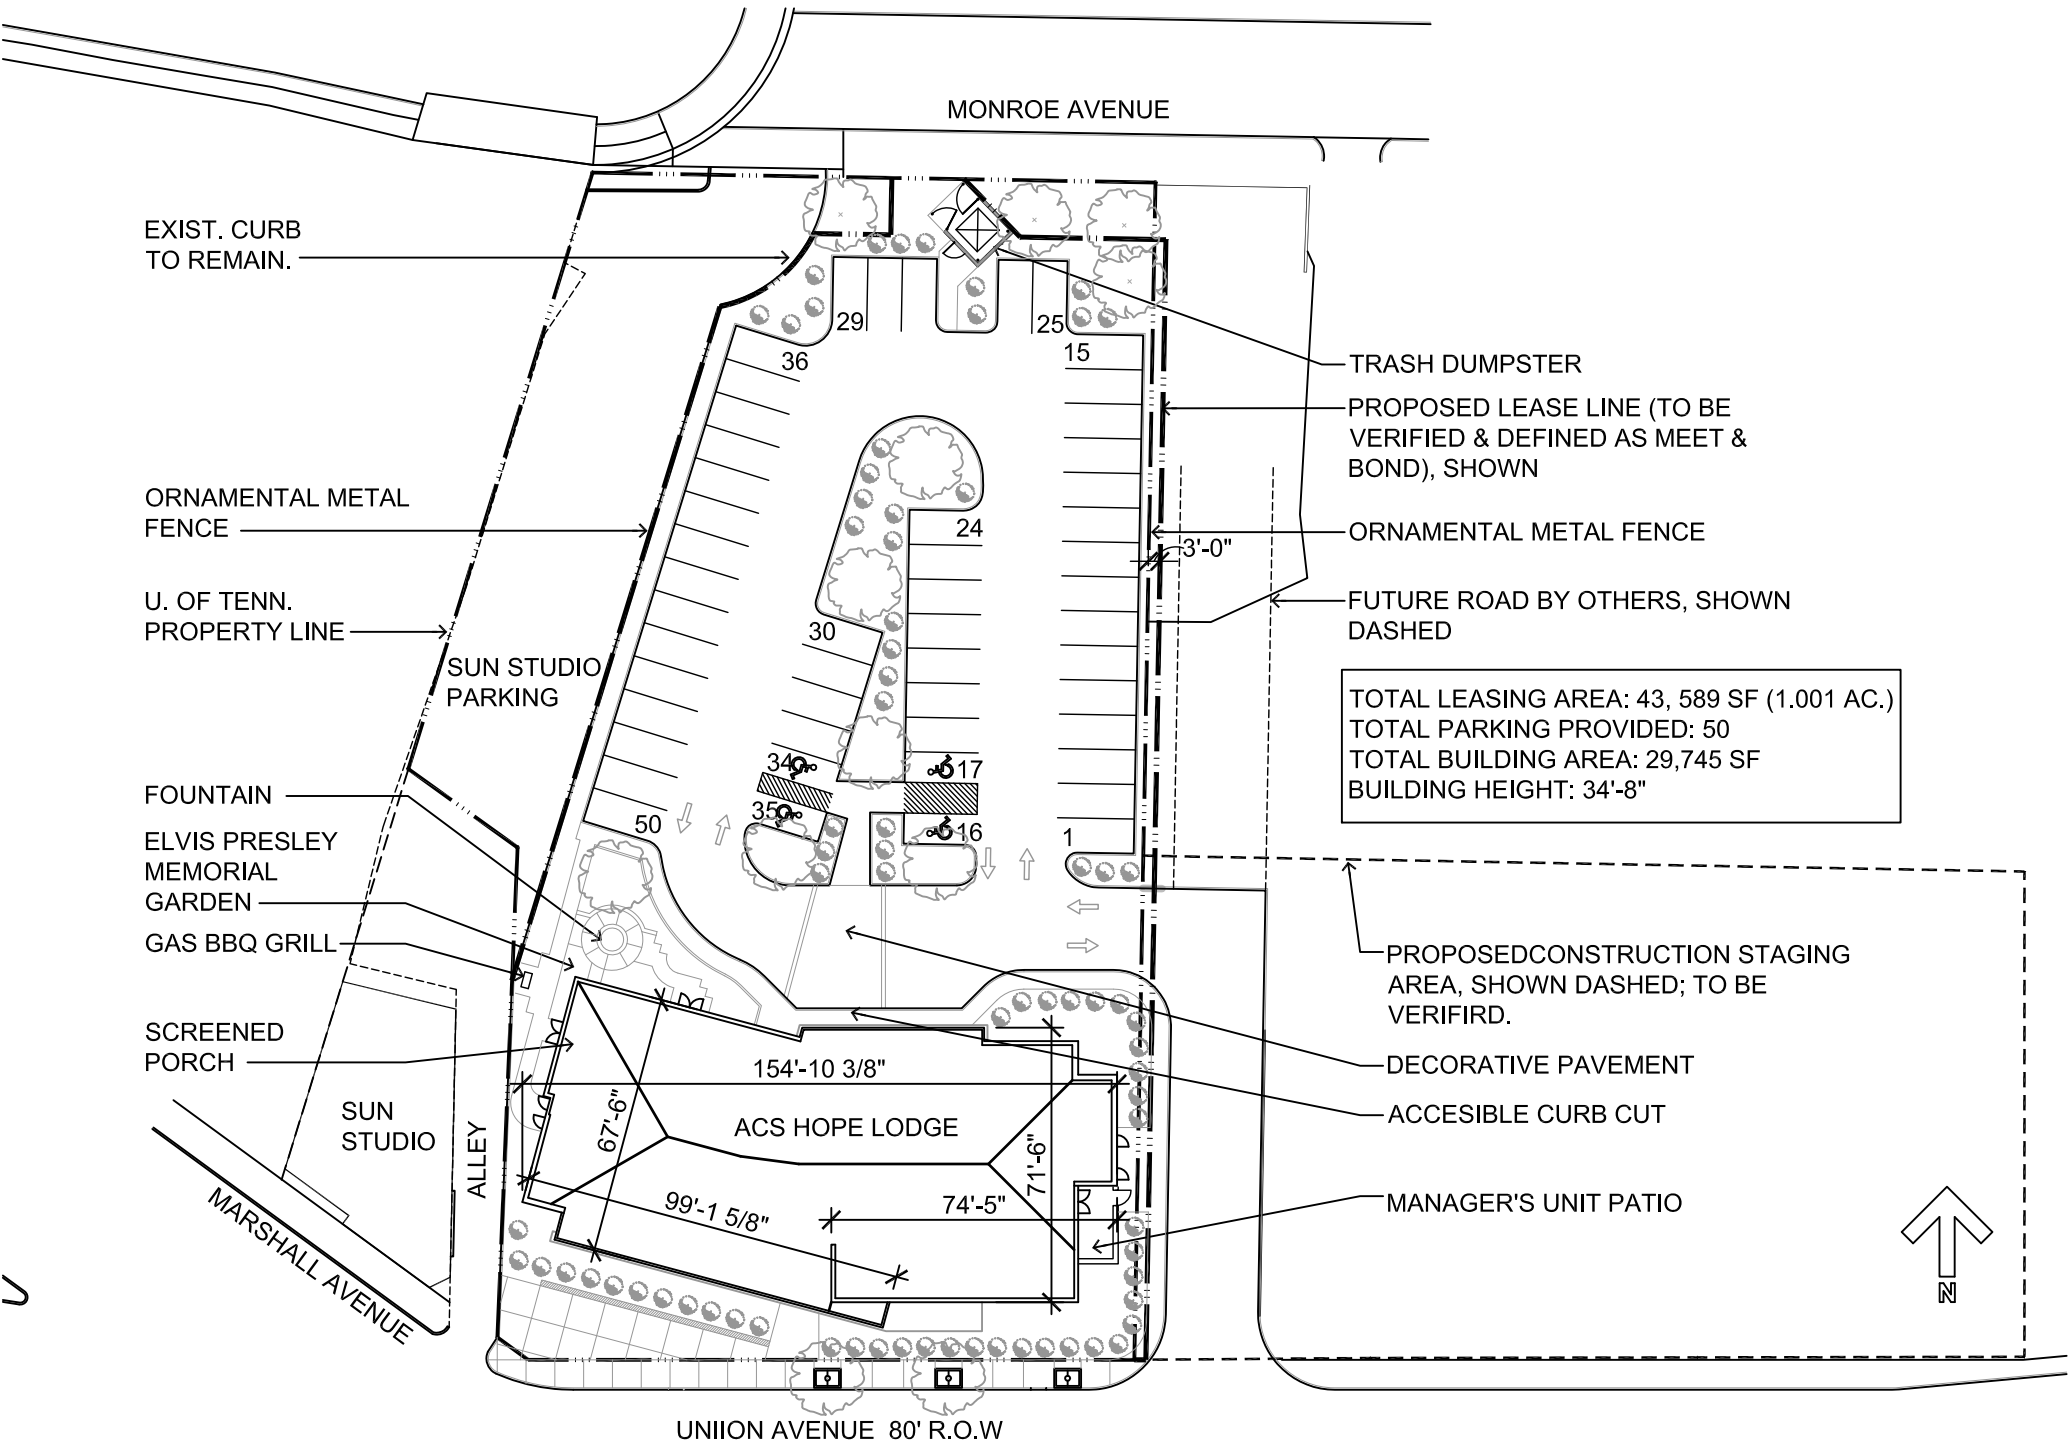 MONROE AVENUE
EXIST. CURB
TO REMAIN.
29
25
36
15
TRASH DUMPSTER
PROPOSED LEASE LINE (TO BE
VERIFIED & DEFINED AS MEET &
BOND), SHOWN
ORNAMENTAL METAL
FENCE
24
ORNAMENTAL METAL FENCE
3'-0"
U. OF TENN.
PROPERTY LINE
FUTURE ROAD BY OTHERS, SHOWN
DASHED
30
SUN STUDIO
PARKING
TOTAL LEASING AREA: 43, 589 SF (1.001 AC.)
TOTAL PARKING PROVIDED: 50
TOTAL BUILDING AREA: 29,745 SF
BUILDING HEIGHT: 34'-8"
34
17
FOUNTAIN
35
50
16
1
ELVIS PRESLEY
MEMORIAL
GARDEN
GAS BBQ GRILL
PROPOSEDCONSTRUCTION STAGING
AREA, SHOWN DASHED; TO BE
VERIFIRD.
SCREENED
PORCH
DECORATIVE PAVEMENT
154'-10 3/8"
67'-6"
ACS HOPE LODGE
ACCESIBLE CURB CUT
SUN
STUDIO
ALLEY
71'-6"
99'-1 5/8"
74'-5"
MANAGER'S UNIT PATIO
MARSHALL AVENUE
N
UNIION AVENUE 80' R.O.W